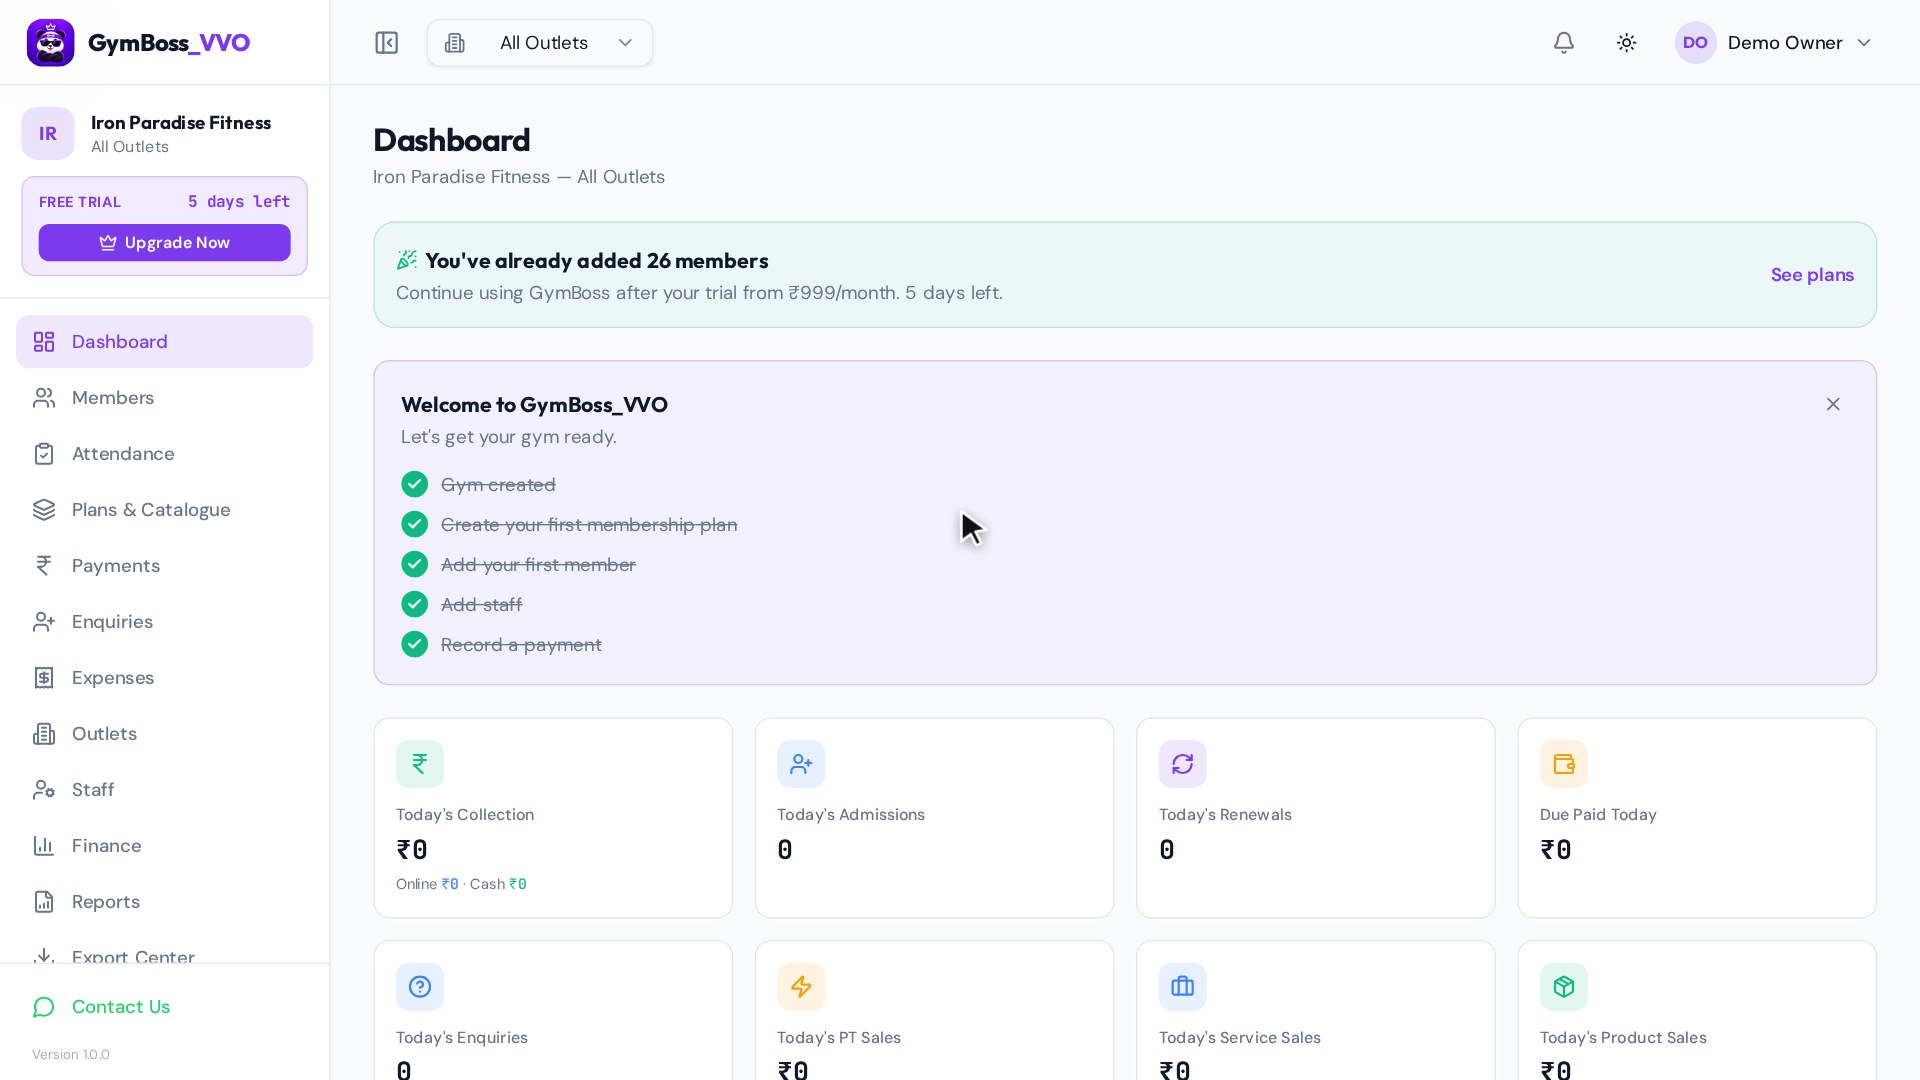 GymBoss_VVO
All Outlets
DO
Demo Owner
IR
Iron Paradise Fitness
All Outlets
FREE TRIAL
5 days left
Upgrade Now
Dashboard
Members
Attendance
Plans & Catalogue
Payments
Enquiries
Expenses
Outlets
Staff
Finance
Reports
Export Center
Contact Us
Version 1.0.0
Dashboard
Iron Paradise Fitness — All Outlets
You've already added 26 members
Continue using GymBoss after your trial from ₹999/month. 5 days left.
See plans
Welcome to GymBoss_VVO
Let's get your gym ready.
Gym created
Create your first membership plan
Add your first member
Add staff
Record a payment
Today's Collection
₹0
Online ₹0 · Cash ₹0
Today's Admissions
0
Today's Renewals
0
Due Paid Today
₹0
Today's Enquiries
0
Today's PT Sales
₹0
Today's Service Sales
₹0
Today's Product Sales
₹0